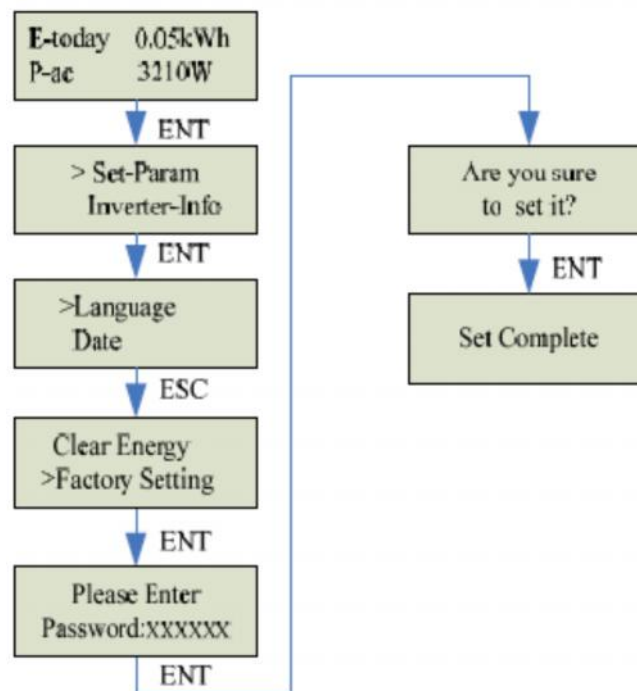 E-today 0.05kWh
P-ac 3210W
ENT
> Set-Param
Inverter-Info
ENT
>Language
Date
ESC
Clear Energy
>Factory Setting
ENT
Please Enter
Password:XXXXXX
ENT
Are you sure
to set it?
ENT
Set Complete